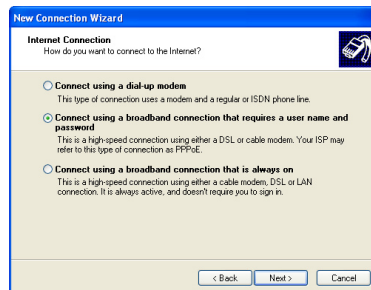 New Connection Wizard
Internet Connection
How do you want to connect to the Internet?
Connect using a dial-up modem
This type of connection uses a modem and a regular or ISDN phone line.
Connect using a broadband connection that requires a user name and
password
This is a high-speed connection using either a DSL or cable modem. Your ISP may
refer to this type of connection as PPPoE.
Connect using a broadband connection that is always on
This is a high-speed connection using either a cable modem, DSL or LAN
connection. It is always active, and doesn't require you to sign in.
< Back
Next >
Cancel